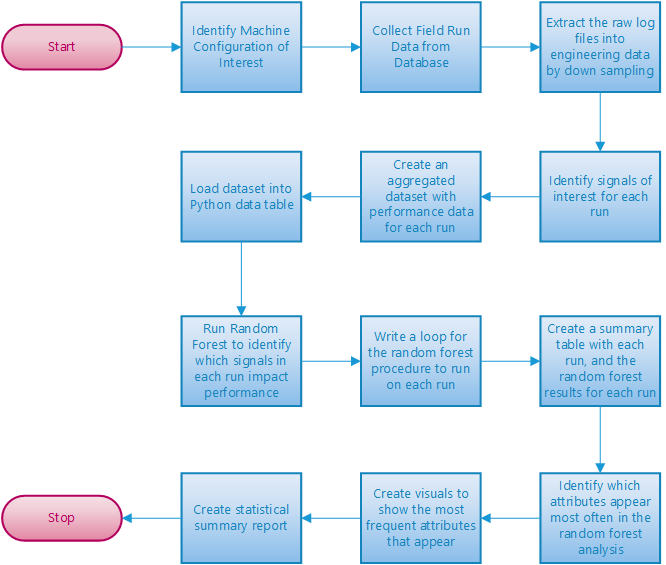 Start
Identify Machine
Configuration of
Interest
Collect Field Run
Data from
Database
Extract the raw log
files into
engineering data
by down sampling
Identify signals of
interest for each
run
Create an
aggregated
dataset with
performance data
for each run
Load dataset into
Python data table
Run Random
Forest to identify
which signals in
each run impact
performance
Write a loop for
the random forest
procedure to run
on each run
Create a summary
table with each
run, and the
random forest
results for each run
Identify which
attributes appear
most often in the
random forest
analysis
Create visuals to
show the most
frequent attributes
that appear
Create statistical
summary report
Stop